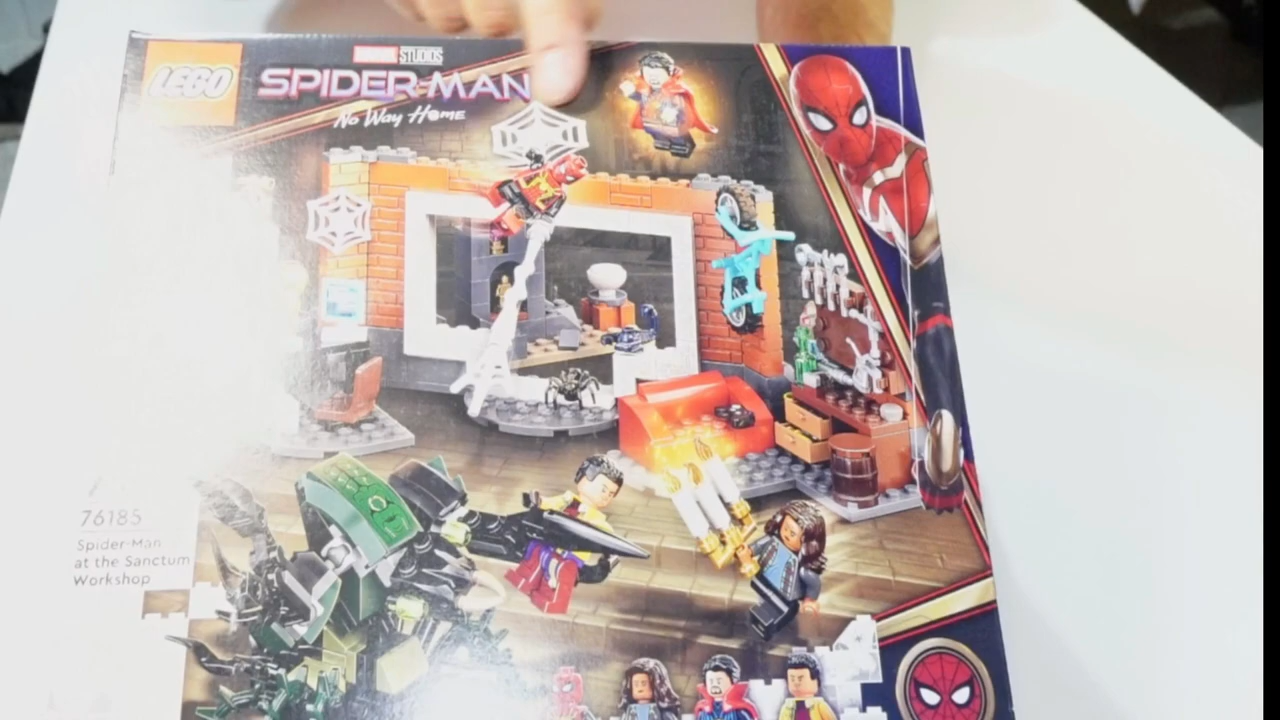 LEGO
MARVEL STUDIOS
SPIDER-MAN
No Way Home
76185
Spider-Man
at the Sanctum
Workshop